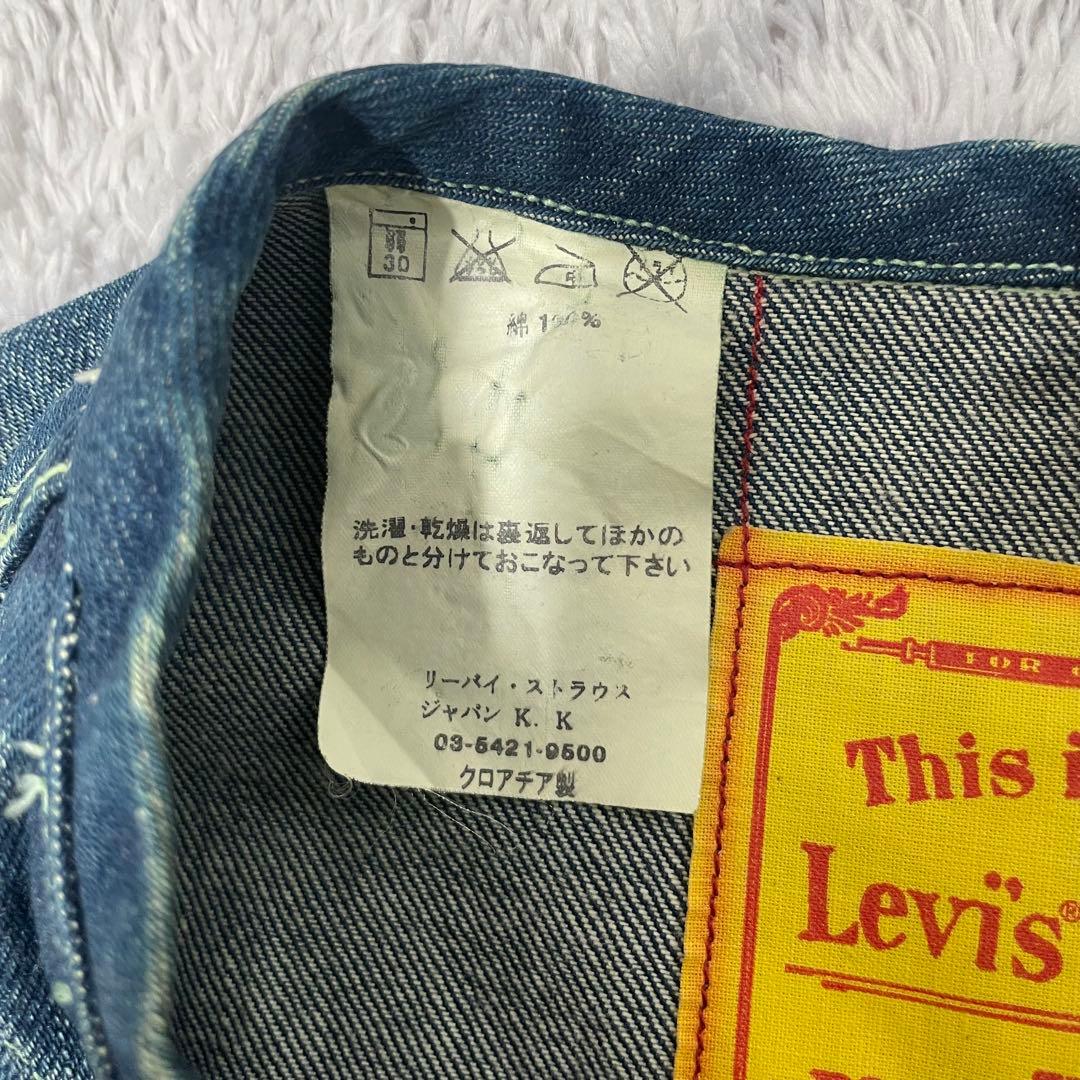 30
綿 100%
洗濯・乾燥は裏返してほかの
ものと分けておこなって下さい
リーバイ・ストラウス
ジャパン K. K
03-5421-9500
クロアチア製
FOR
This
Levi's®